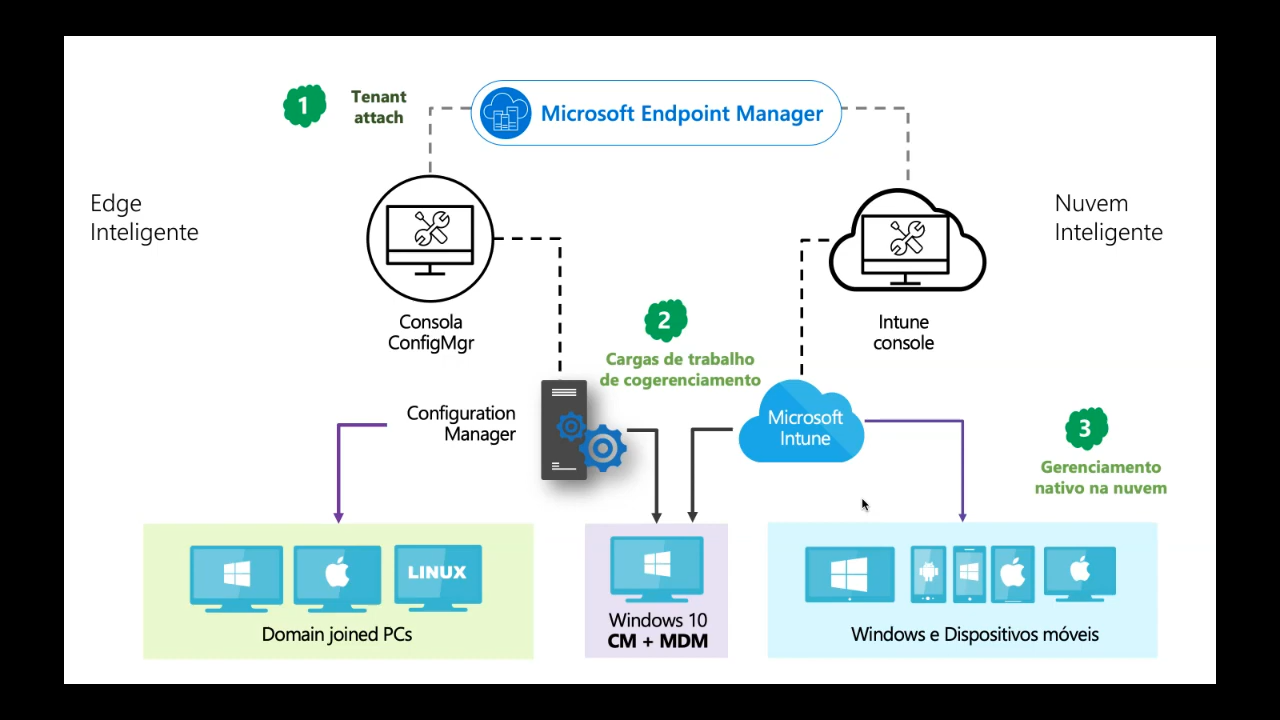 1
Tenant
attach
Microsoft Endpoint Manager
Edge
Inteligente
Nuvem
Inteligente
Consola
ConfigMgr
Intune
console
2
Cargas de trabalho
de cogerenciamento
Configuration
Manager
Microsoft
Intune
3
Gerenciamento
nativo na nuvem
LINUX
Domain joined PCs
Windows 10
CM + MDM
Windows e Dispositivos móveis